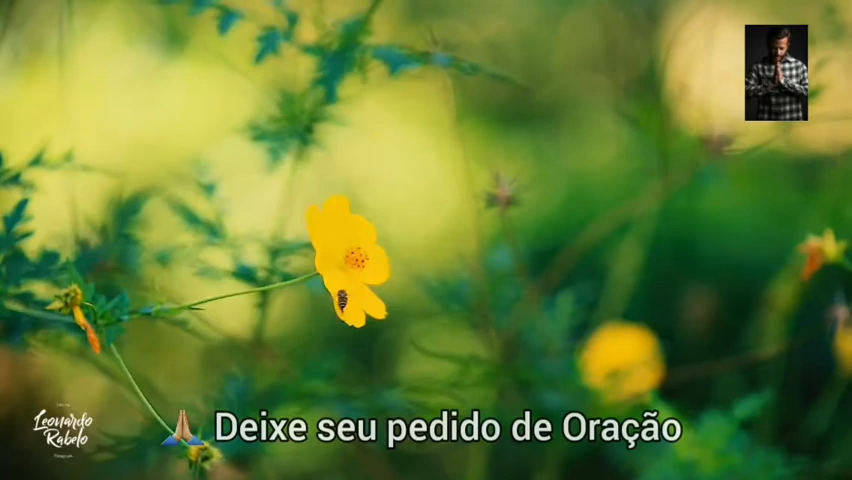 Leonardo
Rabelo
🙏🏼 Deixe seu pedido de Oração